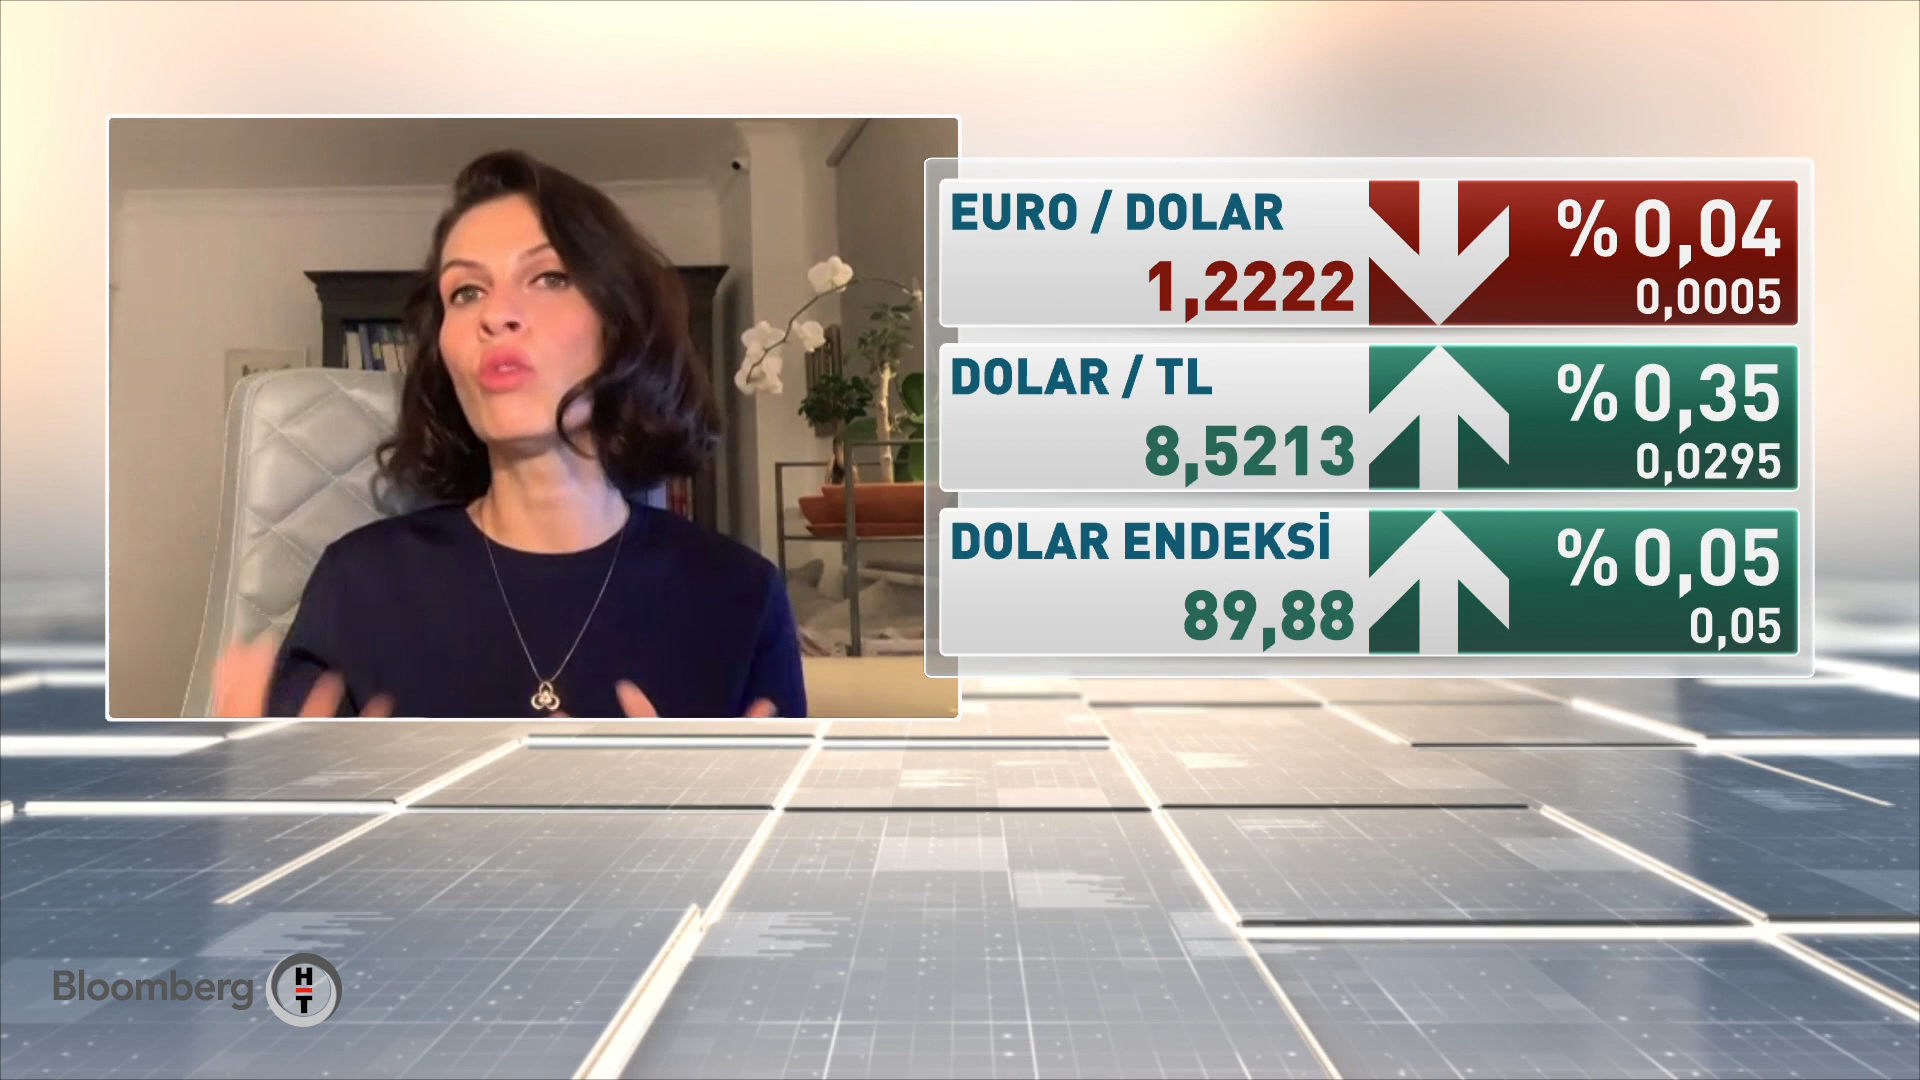 EURO / DOLAR
1,2222
% 0,04
0,0005
DOLAR / TL
8,5213
% 0,35
0,0295
DOLAR ENDEKSİ
89,88
% 0,05
0,05
Bloomberg HT